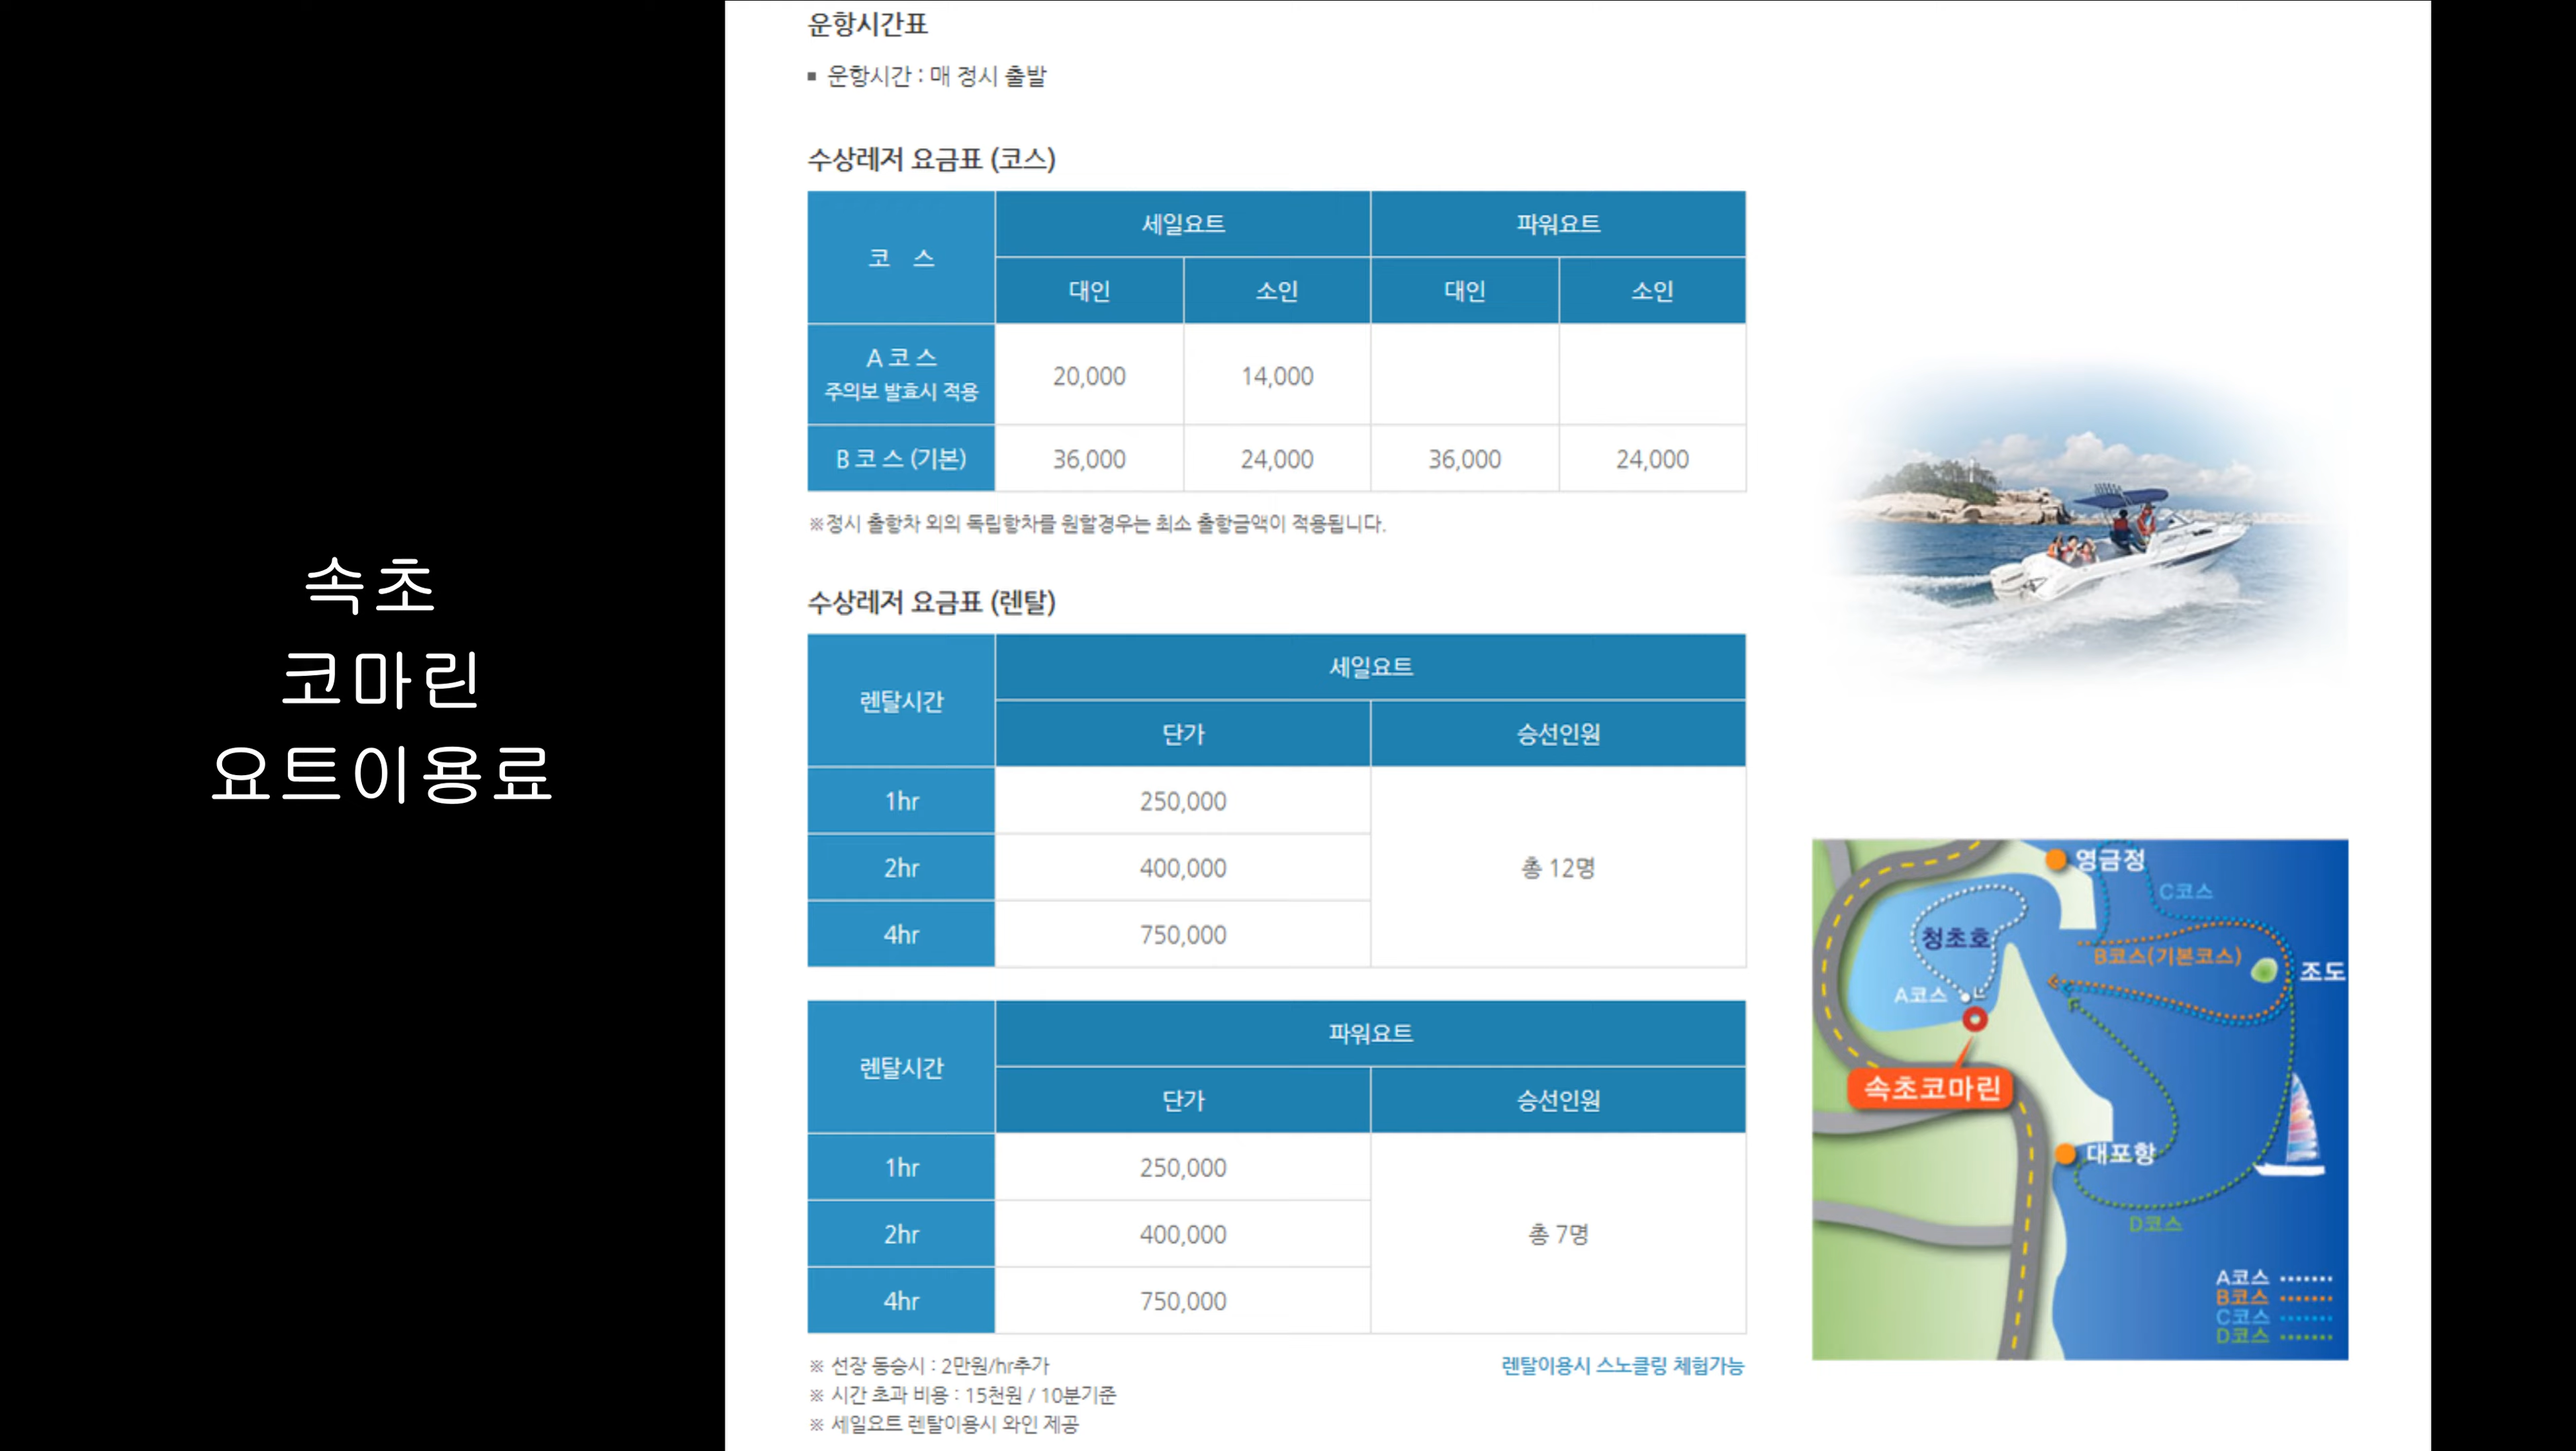 속초
코마린
요트이용료
운항시간표
▪ 운항시간 : 매 정시 출발
수상레저 요금표 (코스)
코 스 세일요트 파워요트
대인 소인 대인 소인
A 코 스
주의보 발효시 적용
20,000 14,000
B 코 스 (기본) 36,000 24,000 36,000 24,000
※정시 출항차 외의 독립항차를 원할경우는 최소 출항금액이 적용됩니다.
수상레저 요금표 (렌탈)
렌탈시간 세일요트
단가 승선인원
1hr 250,000
2hr 400,000 총 12명
4hr 750,000
렌탈시간 파워요트
단가 승선인원
1hr 250,000
2hr 400,000 총 7명
4hr 750,000
※ 선장 동승시 : 2만원/hr추가
렌탈이용시 스노클링 체험가능
※ 시간 초과 비용 : 15천원 / 10분기준
※ 세일요트 렌탈이용시 와인 제공
영금정
C코스
청초호
B코스(기본코스)
조도
A코스
속초코마린
대포항
D코스
A코스
B코스
C코스
D코스